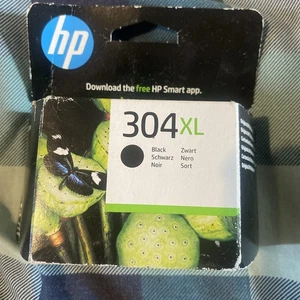 hp
Download the free HP Smart app.
304XL
Black Zwart
Schwarz Nero
Noir Sort